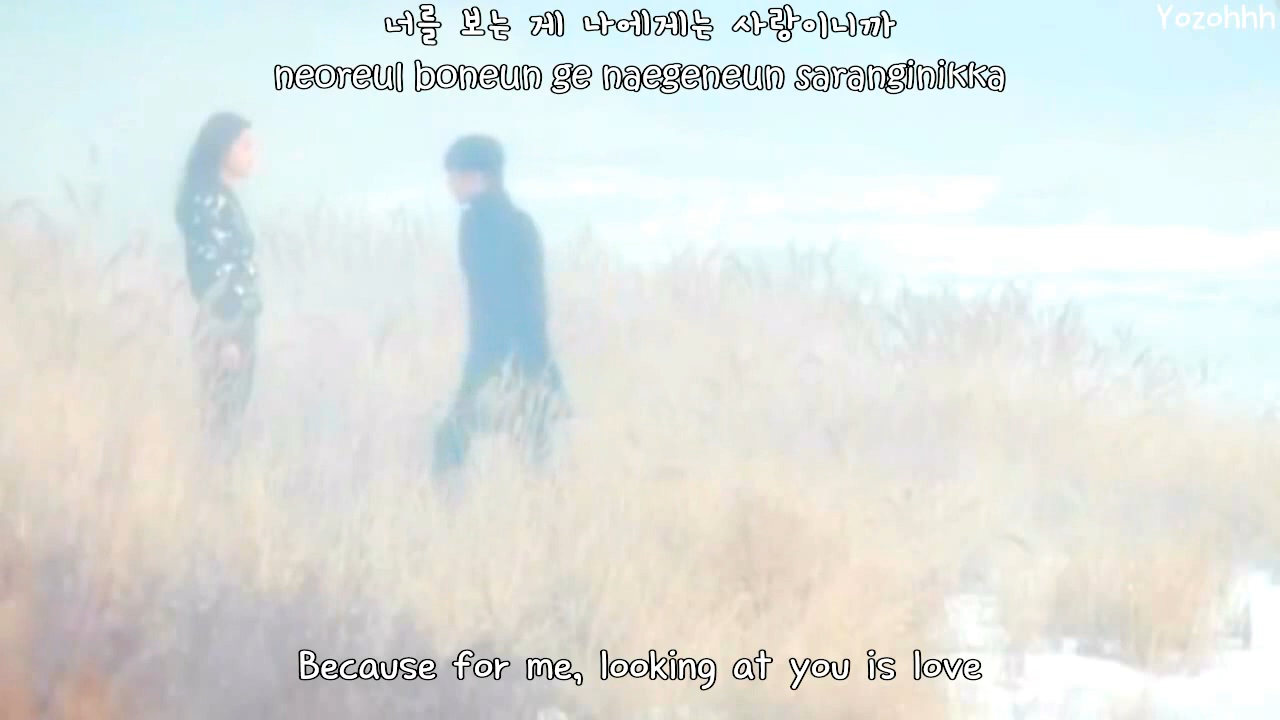 너를 보는 게 나에게는 사랑이니까
Yozohhh
neoreul boneun ge naegeneun saranginikka
Because for me, looking at you is love